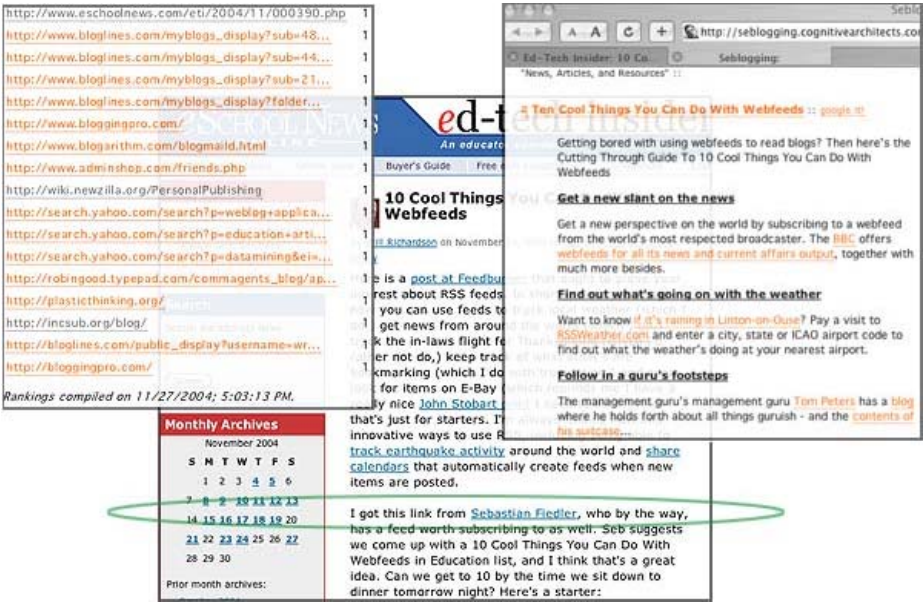 http://www.eschoolnews.com/eti/2004/11/000390.php 1
http://www.bloglines.com/myblogs_display?sub=48... 1
http://www.bloglines.com/myblogs_display?sub=44... 1
http://www.bloglines.com/myblogs_display?sub=21... 1
http://www.bloglines.com/myblogs_display?folder... 1
http://www.bloggingpro.com/ 1
http://www.blogarithm.com/blogmaild.html 1
http://www.adminshop.com/friends.php 1
http://wiki.newzilla.org/PersonalPublishing 1
http://search.yahoo.com/search?p=weblog+applica... 1
http://search.yahoo.com/search?p=education+arti... 1
http://search.yahoo.com/search?p=datamining&ei=... 1
http://robingood.typepad.com/commagents_blog/ap... 1
http://plasticthinking.org/ 1
http://incsub.org/blog/ 1
http://bloglines.com/public_display?username=wr... 1
http://bloggingpro.com/ 1
Rankings compiled on 11/27/2004; 5:03:13 PM.
Seblog
A A C + http://seblogging.cognitivearchitects.co
Ed-Tech Insider: 10 Co... Seblogging:
"News, Articles, and Resources" ::
# Ten Cool Things You Can Do With Webfeeds :: google it!
Getting bored with using webfeeds to read blogs? Then here's the
Cutting Through Guide To 10 Cool Things You Can Do With
Webfeeds
Get a new slant on the news
Get a new perspective on the world by subscribing to a webfeed
from the world's most respected broadcaster. The BBC offers
webfeeds for all its news and current affairs output, together with
much more besides.
Find out what's going on with the weather
Want to know if it's raining in Linton-on-Ouse? Pay a visit to
RSSWeather.com and enter a city, state or ICAO airport code to
find out what the weather's doing at your nearest airport.
Follow in a guru's footsteps
The management guru's management guru Tom Peters has a blog
where he holds forth about all things guruish - and the contents of
his suitcase...
eSCHOOL NEWS
ed-tech Insider
An educator
Buyer's Guide Free
10 Cool Things You Can Do With
Webfeeds
Richardson on November
is a post at Feedbur
rest about RSS feeds
you can use feeds to
get news from around
k the in-laws flight for
er not do,) keep track
kmarking (which I do
for items on E-Bay
nice John Stobart
that's just for starters. I'm
innovative ways to use
track earthquake activity around the world and share
calendars that automatically create feeds when new
items are posted.
I got this link from Sebastian Fiedler, who by the way,
has a feed worth subscribing to as well. Seb suggests
we come up with a 10 Cool Things You Can Do With
Webfeeds in Education list, and I think that's a great
idea. Can we get to 10 by the time we sit down to
dinner tomorrow night? Here's a starter:
Search
Monthly Archives
November 2004
S M T W T F S
1 2 3 4 5 6
7 8 9 10 11 12 13
14 15 16 17 18 19 20
21 22 23 24 25 26 27
28 29 30
Prior month archives: